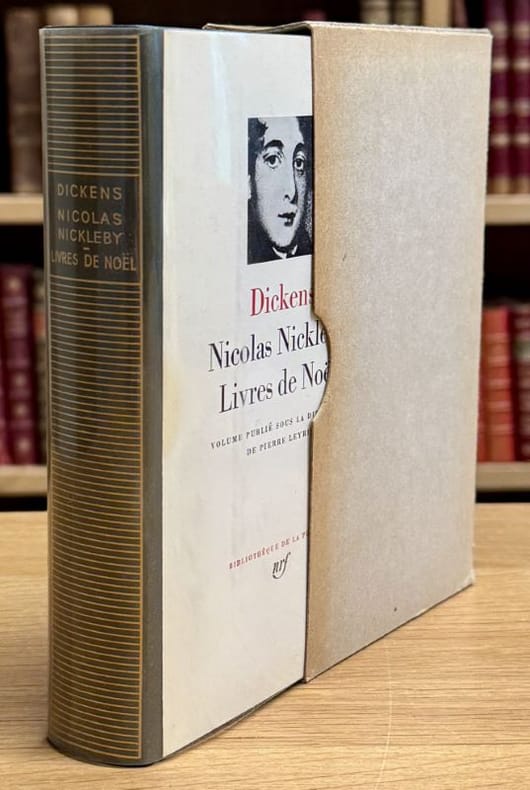 DICKENS
NICOLAS
NICKLEBY
-
LIVRES DE NOËL
Dickens
Nicolas Nickle
Livres de Noë
VOLUME PUBLIÉ SOUS LA
DE PIERRE LEYR
BIBLIOTHÈQUE DE LA
nrf